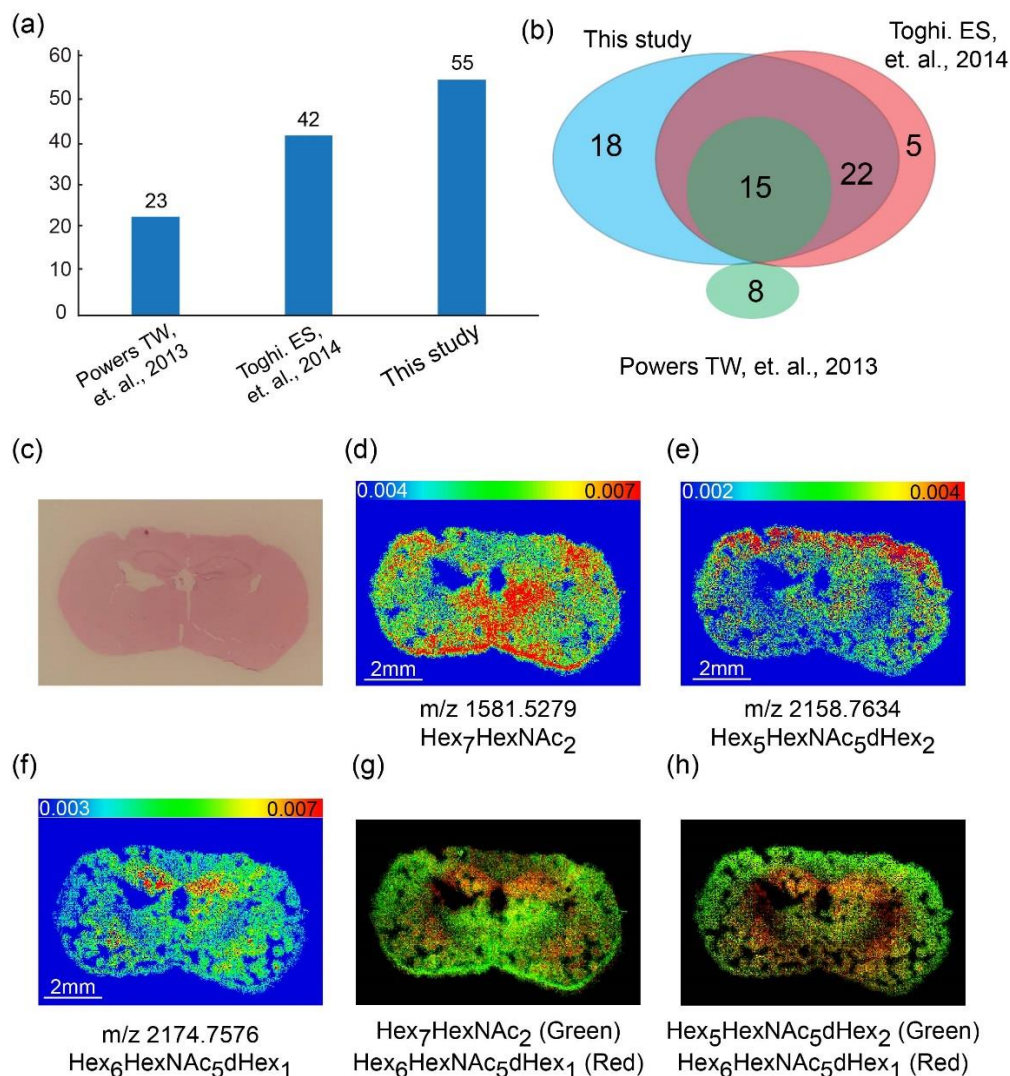 (a)
60
50
40
30
20
10
0
23
42
55
Powers TW,
et. al., 2013
Toghi. ES,
et. al., 2014
This study
(b)
This study
Toghi. ES,
et. al., 2014
18
15
22
5
8
Powers TW, et. al., 2013
(c)
(d)
0.004 0.007
2mm
m/z 1581.5279
Hex₇HexNAc₂
(e)
0.002 0.004
2mm
m/z 2158.7634
Hex₅HexNAc₅dHex₂
(f)
0.003 0.007
2mm
m/z 2174.7576
Hex₆HexNAc₅dHex₁
(g)
Hex₇HexNAc₂ (Green)
Hex₆HexNAc₅dHex₁ (Red)
(h)
Hex₅HexNAc₅dHex₂ (Green)
Hex₆HexNAc₅dHex₁ (Red)